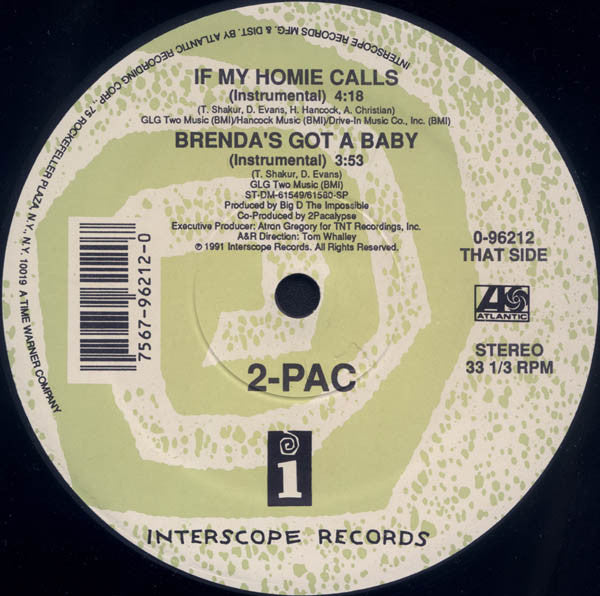 INTERSCOPE RECORDS MFG. & DIST. BY ATLANTIC RECORDING CORP., 75 ROCKEFELLER PLAZA N.Y., N.Y. 10019 A TIME WARNER COMPANY
IF MY HOMIE CALLS
(Instrumental) 4:18
(T. Shakur, D. Evans, H. Hancock, A. Christian)
GLG Two Music (BMI)/Hancock Music (BMI)/Drive-In Music Co., Inc. (BMI)
BRENDA'S GOT A BABY
(Instrumental) 3:53
(T. Shakur, D. Evans)
GLG Two Music (BMI)
ST-DM-61549/61580-SP
Produced by Big D The Impossible
Co-Produced by 2Pacalypse
Executive Producer: Atron Gregory for TNT Recordings, Inc.
A&R Direction: Tom Whalley
℗ 1991 Interscope Records. All Rights Reserved.
7567-96212-0
0-96212
THAT SIDE
ATLANTIC
STEREO
33 1/3 RPM
2-PAC
i
INTERSCOPE RECORDS